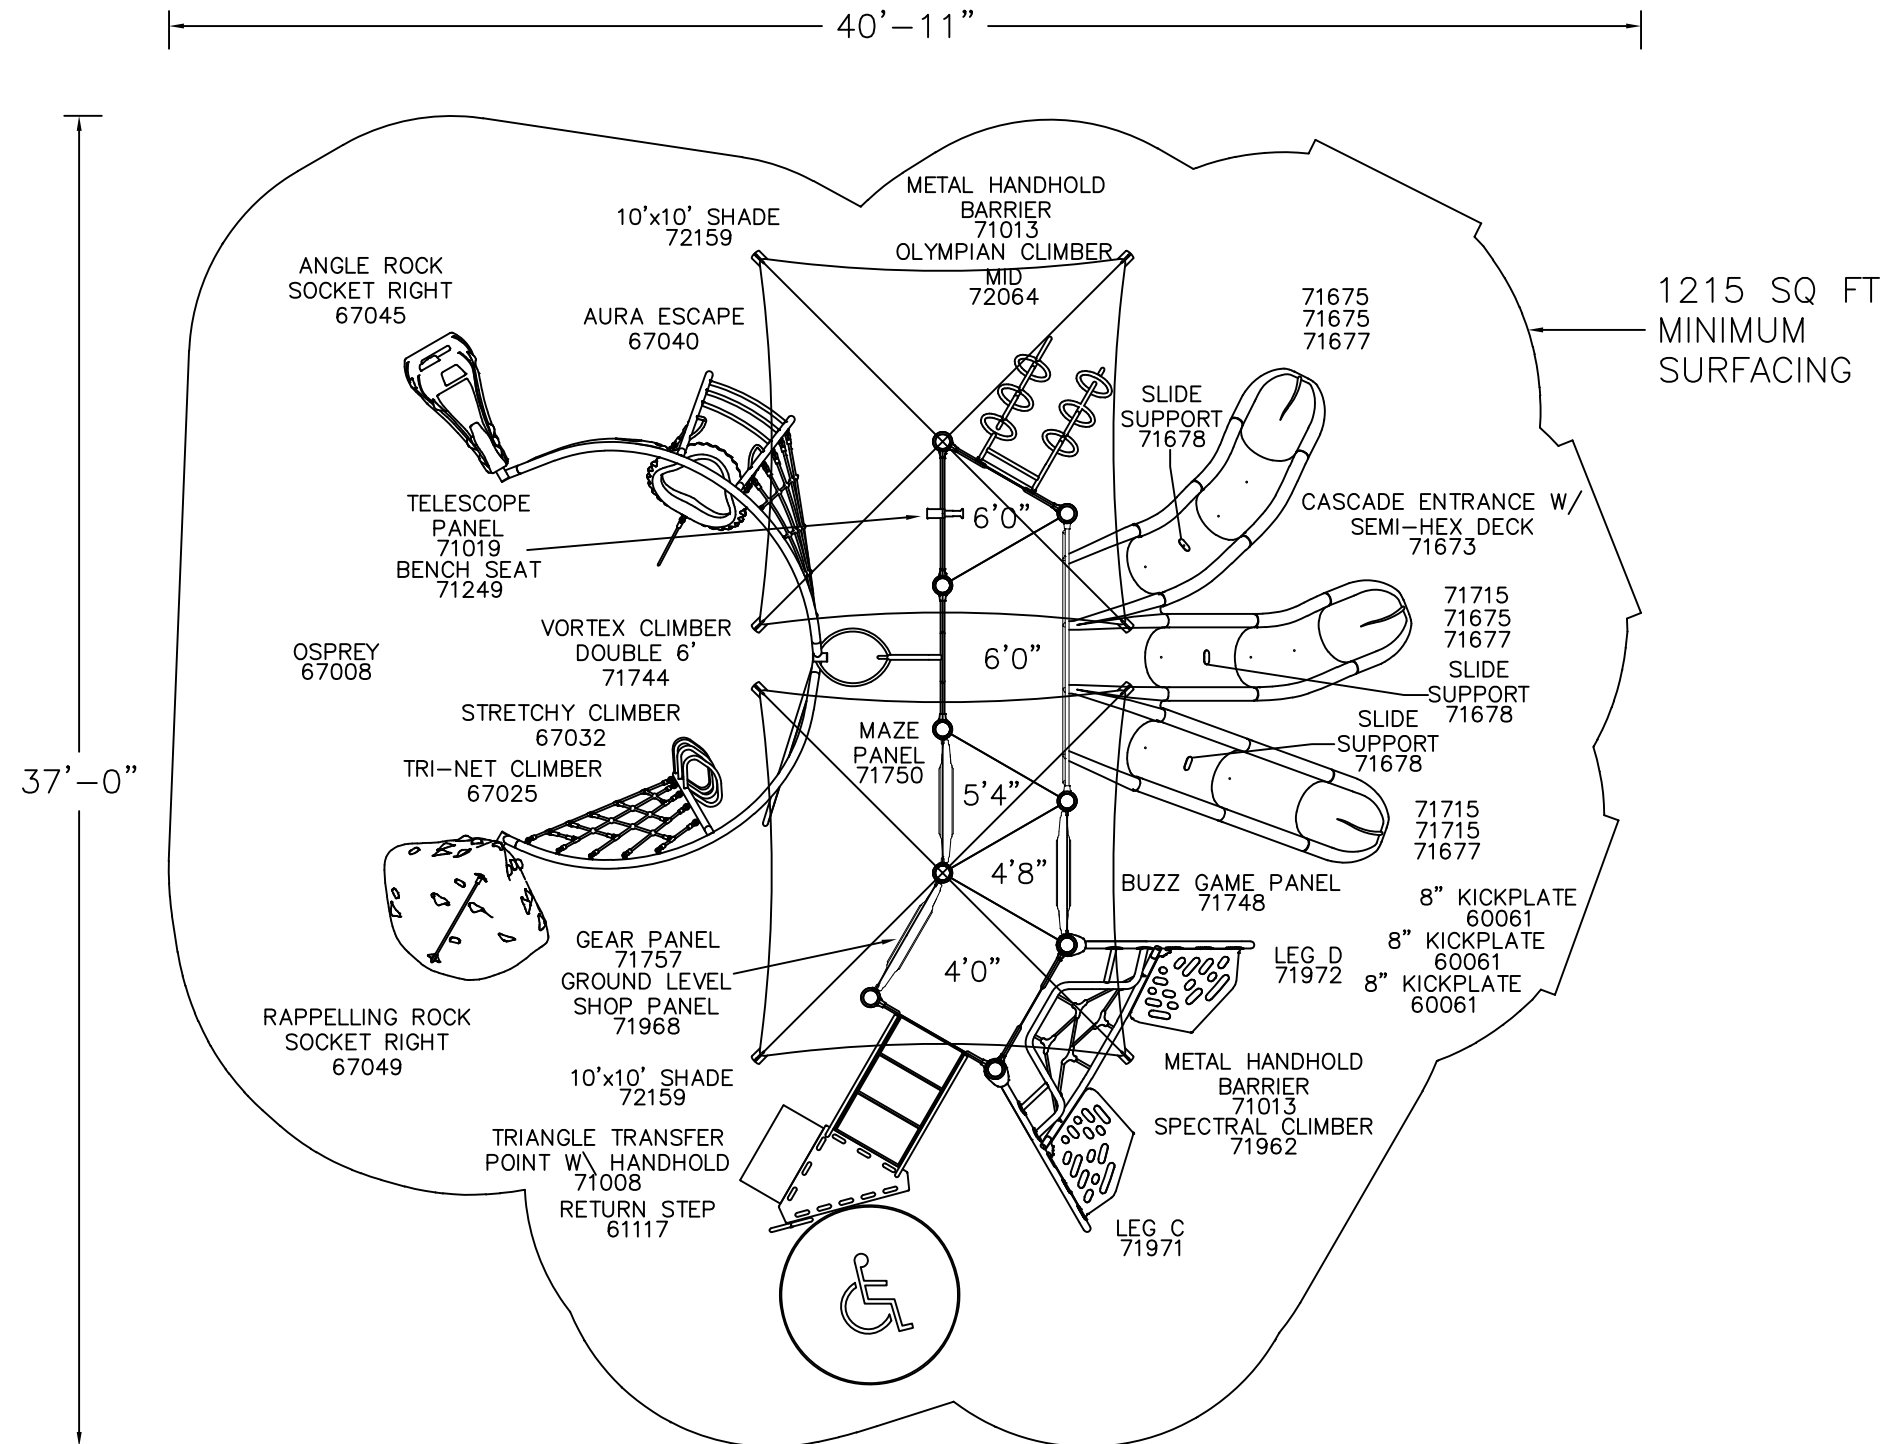 40'-11"
METAL HANDHOLD
BARRIER
71013
OLYMPIAN CLIMBER
MID
72064
10'x10' SHADE
72159
ANGLE ROCK
SOCKET RIGHT
67045
AURA ESCAPE
67040
71675
71675
71677
1215 SQ FT
MINIMUM
SURFACING
SLIDE
SUPPORT
71678
TELESCOPE
PANEL
71019
BENCH SEAT
71249
6'0"
CASCADE ENTRANCE W/
SEMI-HEX DECK
71673
71715
71675
71677
OSPREY
67008
VORTEX CLIMBER
DOUBLE 6'
71744
6'0"
SLIDE
SUPPORT
71678
STRETCHY CLIMBER
67032
MAZE
PANEL
71750
SLIDE
SUPPORT
71678
TRI-NET CLIMBER
67025
37'-0"
5'4"
71715
71715
71677
4'8"
BUZZ GAME PANEL
71748
8" KICKPLATE
60061
8" KICKPLATE
60061
8" KICKPLATE
60061
GEAR PANEL
71757
GROUND LEVEL
SHOP PANEL
71968
4'0"
LEG D
71972
RAPPELLING ROCK
SOCKET RIGHT
67049
10'x10' SHADE
72159
METAL HANDHOLD
BARRIER
71013
SPECTRAL CLIMBER
71962
TRIANGLE TRANSFER
POINT W\ HANDHOLD
71008
RETURN STEP
61117
LEG C
71971